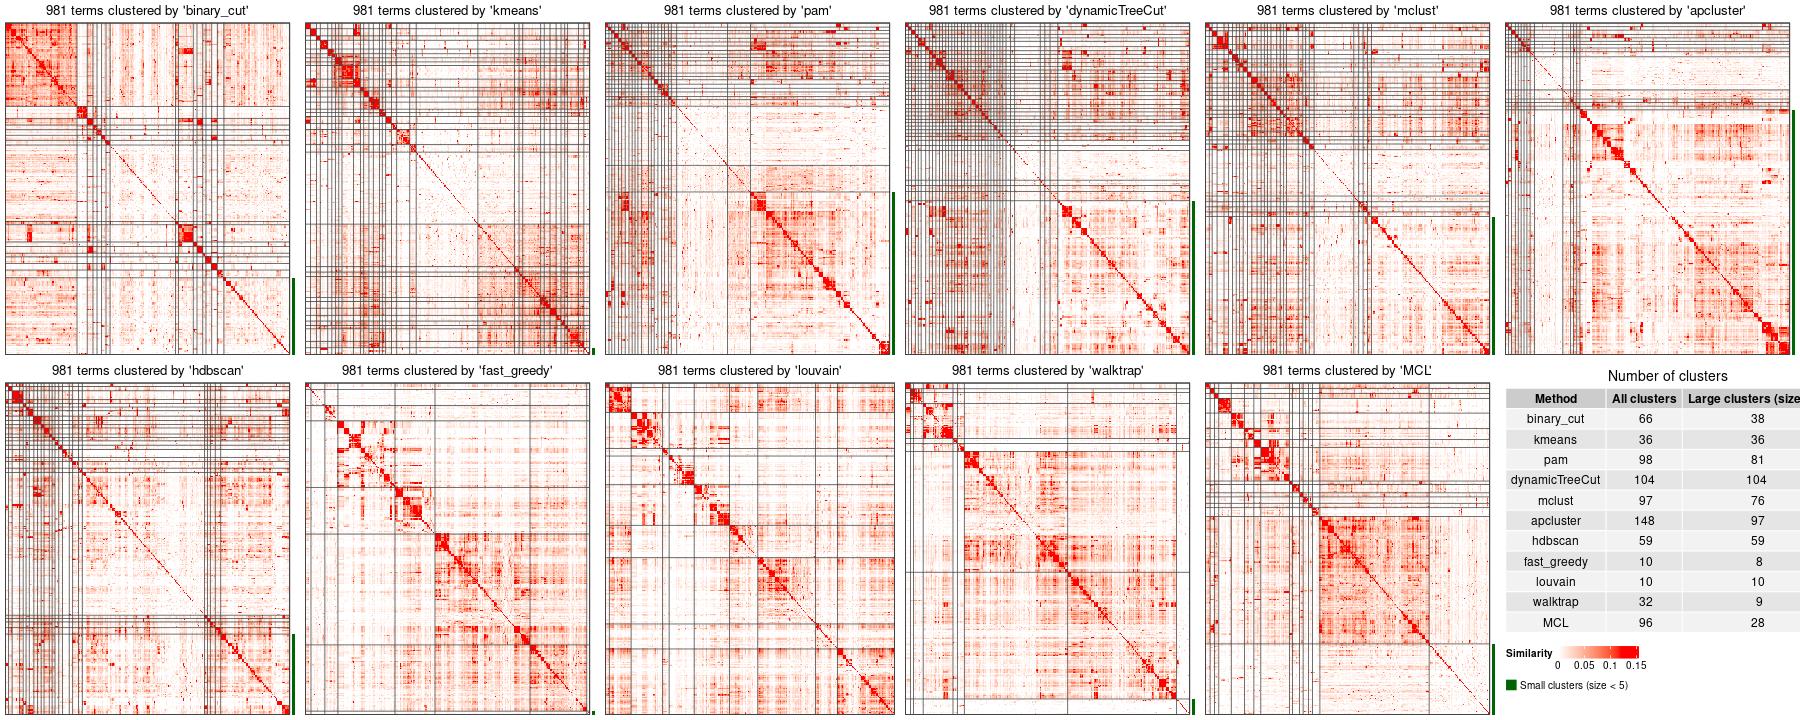 981 terms clustered by 'binary_cut'
981 terms clustered by 'kmeans'
981 terms clustered by 'pam'
981 terms clustered by 'dynamicTreeCut'
981 terms clustered by 'mclust'
981 terms clustered by 'apcluster'
981 terms clustered by 'hdbscan'
981 terms clustered by 'fast_greedy'
981 terms clustered by 'louvain'
981 terms clustered by 'walktrap'
981 terms clustered by 'MCL'
Number of clusters
Method All clusters Large clusters (size
binary_cut 66 38
kmeans 36 36
pam 98 81
dynamicTreeCut 104 104
mclust 97 76
apcluster 148 97
hdbscan 59 59
fast_greedy 10 8
louvain 10 10
walktrap 32 9
MCL 96 28
Similarity
0 0.05 0.1 0.15
Small clusters (size < 5)